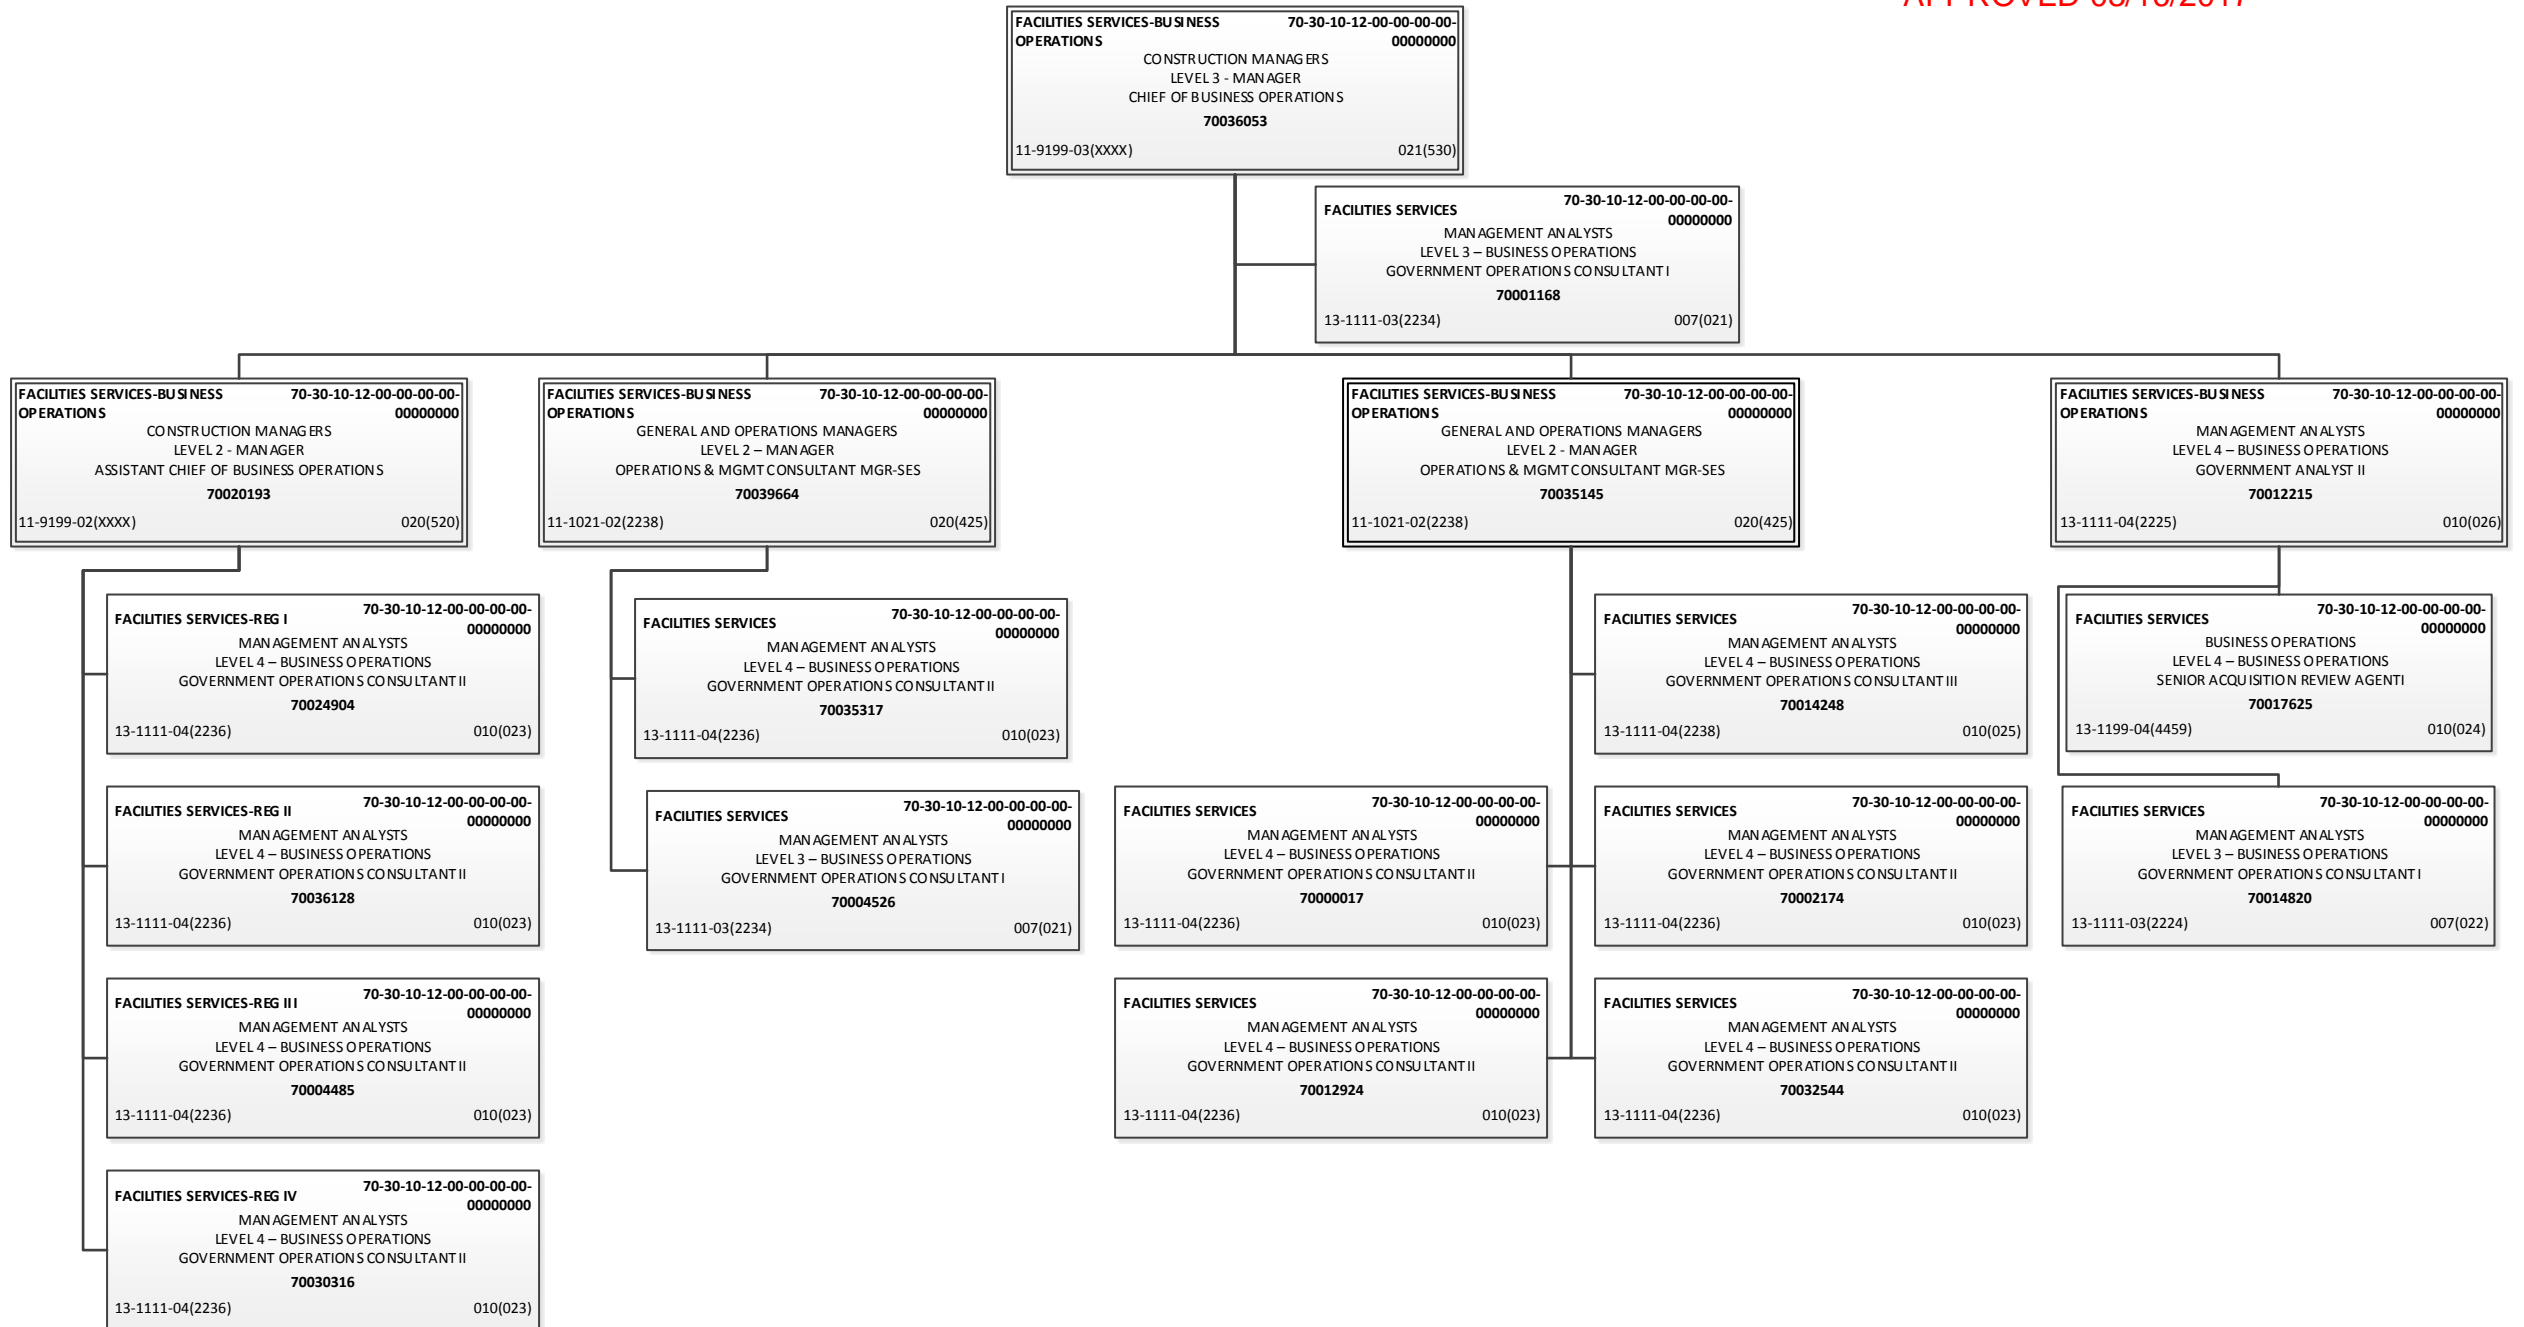 APPROVED 08/16/2017
FACILITIES SERVICES-BUSINESS 70-30-10-12-00-00-00-00-
OPERATIONS 00000000
CONSTRUCTION MANAGERS
LEVEL 3 - MANAGER
CHIEF OF BUSINESS OPERATIONS
70036053
11-9199-03(XXXX) 021(530)
FACILITIES SERVICES 70-30-10-12-00-00-00-00-
00000000
MANAGEMENT ANALYSTS
LEVEL 3 – BUSINESS OPERATIONS
GOVERNMENT OPERATIONS CONSULTANT I
70001168
13-1111-03(2234) 007(021)
FACILITIES SERVICES-BUSINESS 70-30-10-12-00-00-00-00-
OPERATIONS 00000000
CONSTRUCTION MANAGERS
LEVEL 2 - MANAGER
ASSISTANT CHIEF OF BUSINESS OPERATIONS
70020193
11-9199-02(XXXX) 020(520)
FACILITIES SERVICES-BUSINESS 70-30-10-12-00-00-00-00-
OPERATIONS 00000000
GENERAL AND OPERATIONS MANAGERS
LEVEL 2 – MANAGER
OPERATIONS & MGMT CONSULTANT MGR-SES
70039664
11-1021-02(2238) 020(425)
FACILITIES SERVICES-BUSINESS 70-30-10-12-00-00-00-00-
OPERATIONS 00000000
GENERAL AND OPERATIONS MANAGERS
LEVEL 2 - MANAGER
OPERATIONS & MGMT CONSULTANT MGR-SES
70035145
11-1021-02(2238) 020(425)
FACILITIES SERVICES-BUSINESS 70-30-10-12-00-00-00-00-
OPERATIONS 00000000
MANAGEMENT ANALYSTS
LEVEL 4 – BUSINESS OPERATIONS
GOVERNMENT ANALYST II
70012215
13-1111-04(2225) 010(026)
FACILITIES SERVICES-REG I 70-30-10-12-00-00-00-00-
00000000
MANAGEMENT ANALYSTS
LEVEL 4 – BUSINESS OPERATIONS
GOVERNMENT OPERATIONS CONSULTANT II
70024904
13-1111-04(2236) 010(023)
FACILITIES SERVICES-REG II 70-30-10-12-00-00-00-00-
00000000
MANAGEMENT ANALYSTS
LEVEL 4 – BUSINESS OPERATIONS
GOVERNMENT OPERATIONS CONSULTANT II
70036128
13-1111-04(2236) 010(023)
FACILITIES SERVICES-REG III 70-30-10-12-00-00-00-00-
00000000
MANAGEMENT ANALYSTS
LEVEL 4 – BUSINESS OPERATIONS
GOVERNMENT OPERATIONS CONSULTANT II
70004485
13-1111-04(2236) 010(023)
FACILITIES SERVICES-REG IV 70-30-10-12-00-00-00-00-
00000000
MANAGEMENT ANALYSTS
LEVEL 4 – BUSINESS OPERATIONS
GOVERNMENT OPERATIONS CONSULTANT II
70030316
13-1111-04(2236) 010(023)
FACILITIES SERVICES 70-30-10-12-00-00-00-00-
00000000
MANAGEMENT ANALYSTS
LEVEL 4 – BUSINESS OPERATIONS
GOVERNMENT OPERATIONS CONSULTANT II
70035317
13-1111-04(2236) 010(023)
FACILITIES SERVICES 70-30-10-12-00-00-00-00-
00000000
MANAGEMENT ANALYSTS
LEVEL 3 – BUSINESS OPERATIONS
GOVERNMENT OPERATIONS CONSULTANT I
70004526
13-1111-03(2234) 007(021)
FACILITIES SERVICES 70-30-10-12-00-00-00-00-
00000000
MANAGEMENT ANALYSTS
LEVEL 4 – BUSINESS OPERATIONS
GOVERNMENT OPERATIONS CONSULTANT III
70014248
13-1111-04(2238) 010(025)
FACILITIES SERVICES 70-30-10-12-00-00-00-00-
00000000
MANAGEMENT ANALYSTS
LEVEL 4 – BUSINESS OPERATIONS
GOVERNMENT OPERATIONS CONSULTANT II
70000017
13-1111-04(2236) 010(023)
FACILITIES SERVICES 70-30-10-12-00-00-00-00-
00000000
MANAGEMENT ANALYSTS
LEVEL 4 – BUSINESS OPERATIONS
GOVERNMENT OPERATIONS CONSULTANT II
70002174
13-1111-04(2236) 010(023)
FACILITIES SERVICES 70-30-10-12-00-00-00-00-
00000000
MANAGEMENT ANALYSTS
LEVEL 4 – BUSINESS OPERATIONS
GOVERNMENT OPERATIONS CONSULTANT II
70012924
13-1111-04(2236) 010(023)
FACILITIES SERVICES 70-30-10-12-00-00-00-00-
00000000
MANAGEMENT ANALYSTS
LEVEL 4 – BUSINESS OPERATIONS
GOVERNMENT OPERATIONS CONSULTANT II
70032544
13-1111-04(2236) 010(023)
FACILITIES SERVICES 70-30-10-12-00-00-00-00-
00000000
BUSINESS OPERATIONS
LEVEL 4 – BUSINESS OPERATIONS
SENIOR ACQUISITION REVIEW AGENTI
70017625
13-1199-04(4459) 010(024)
FACILITIES SERVICES 70-30-10-12-00-00-00-00-
00000000
MANAGEMENT ANALYSTS
LEVEL 3 – BUSINESS OPERATIONS
GOVERNMENT OPERATIONS CONSULTANT I
70014820
13-1111-03(2224) 007(022)